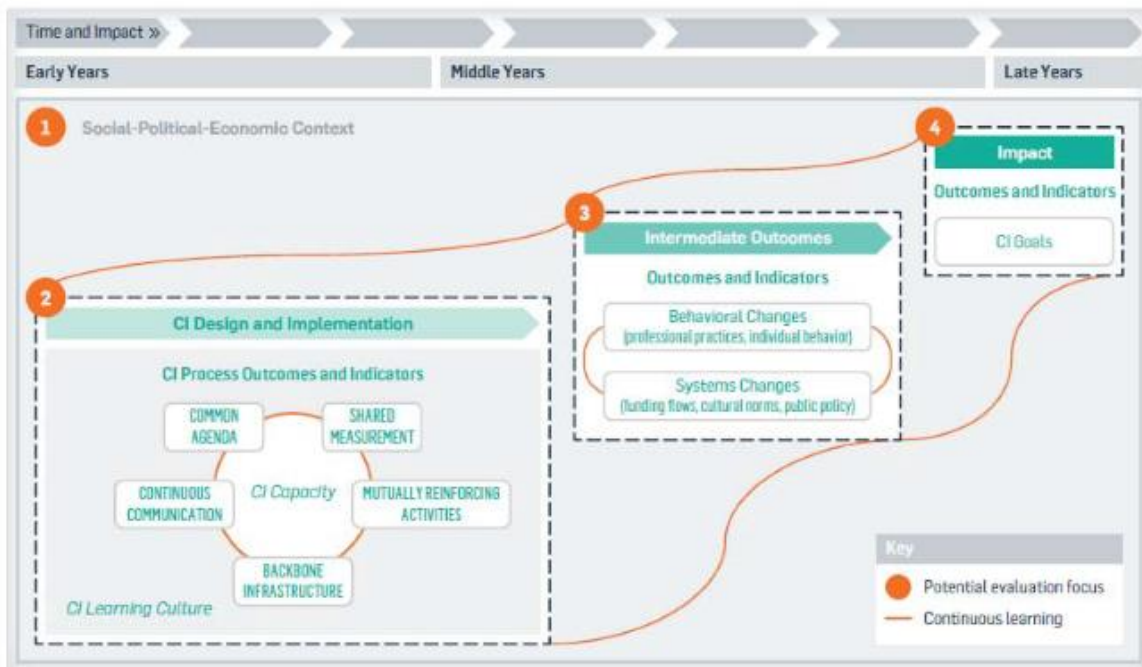 Time and Impact »
Early Years
Middle Years
Late Years
1
Social-Political-Economic Context
4
Impact
Outcomes and Indicators
CI Goals
3
Intermediate Outcomes
Outcomes and Indicators
Behavioral Changes
(professional practices, individual behavior)
Systems Changes
(funding flows, cultural norms, public policy)
2
CI Design and Implementation
CI Process Outcomes and Indicators
COMMON
AGENDA
SHARED
MEASUREMENT
CONTINUOUS
COMMUNICATION
CI Capacity
MUTUALLY REINFORCING
ACTIVITIES
BACKBONE
INFRASTRUCTURE
CI Learning Culture
Key
Potential evaluation focus
Continuous learning